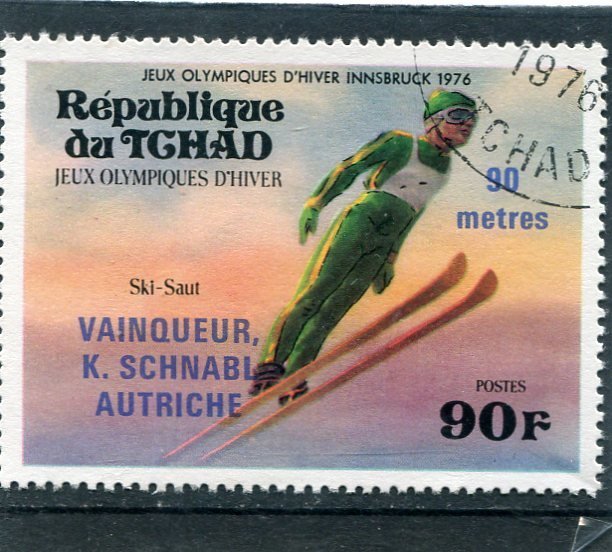 JEUX OLYMPIQUES D'HIVER INNSBRUCK 1976
République
du TCHAD
JEUX OLYMPIQUES D'HIVER
1976
TCHAD
90
metres
Ski-Saut
VAINQUEUR,
K. SCHNABL
AUTRICHE
POSTES
90F